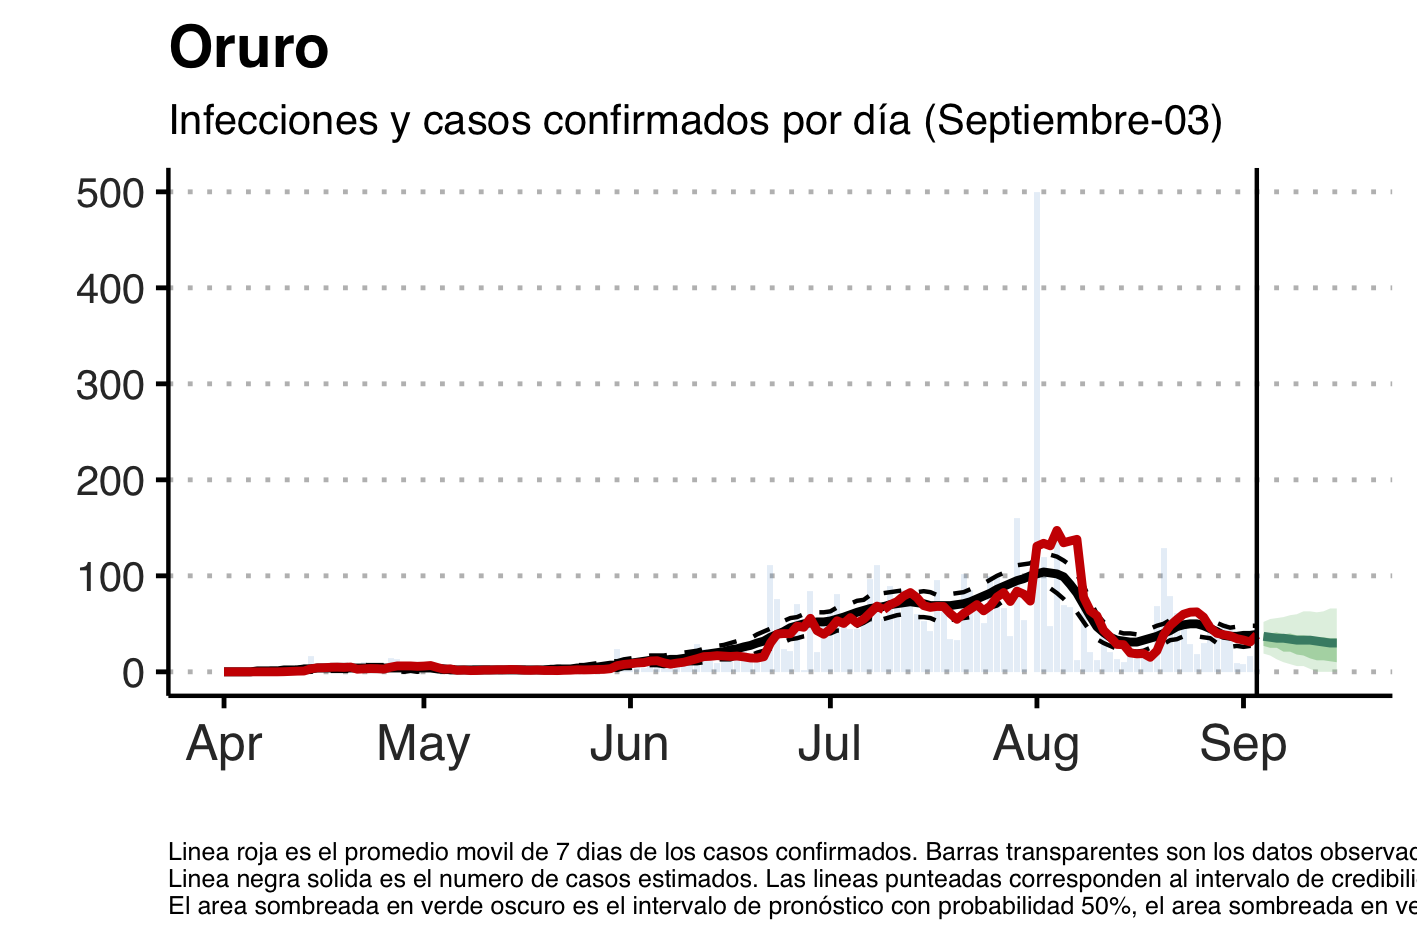 Oruro
Infecciones y casos confirmados por día (Septiembre-03)
500
400
300
200
100
0
Apr May Jun Jul Aug Sep
Linea roja es el promedio movil de 7 dias de los casos confirmados. Barras transparentes son los datos
Linea negra solida es el numero de casos estimados. Las lineas punteadas corresponden al intervalo de
El area sombreada en verde oscuro es el intervalo de pronóstico con probabilidad 50%, el area sombreada en